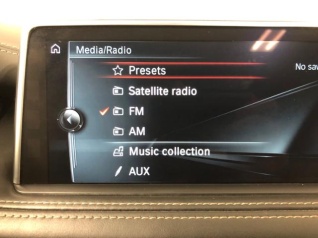 Media/Radio
Presets
No sa
Satellite radio
FM
AM
Music collection
AUX